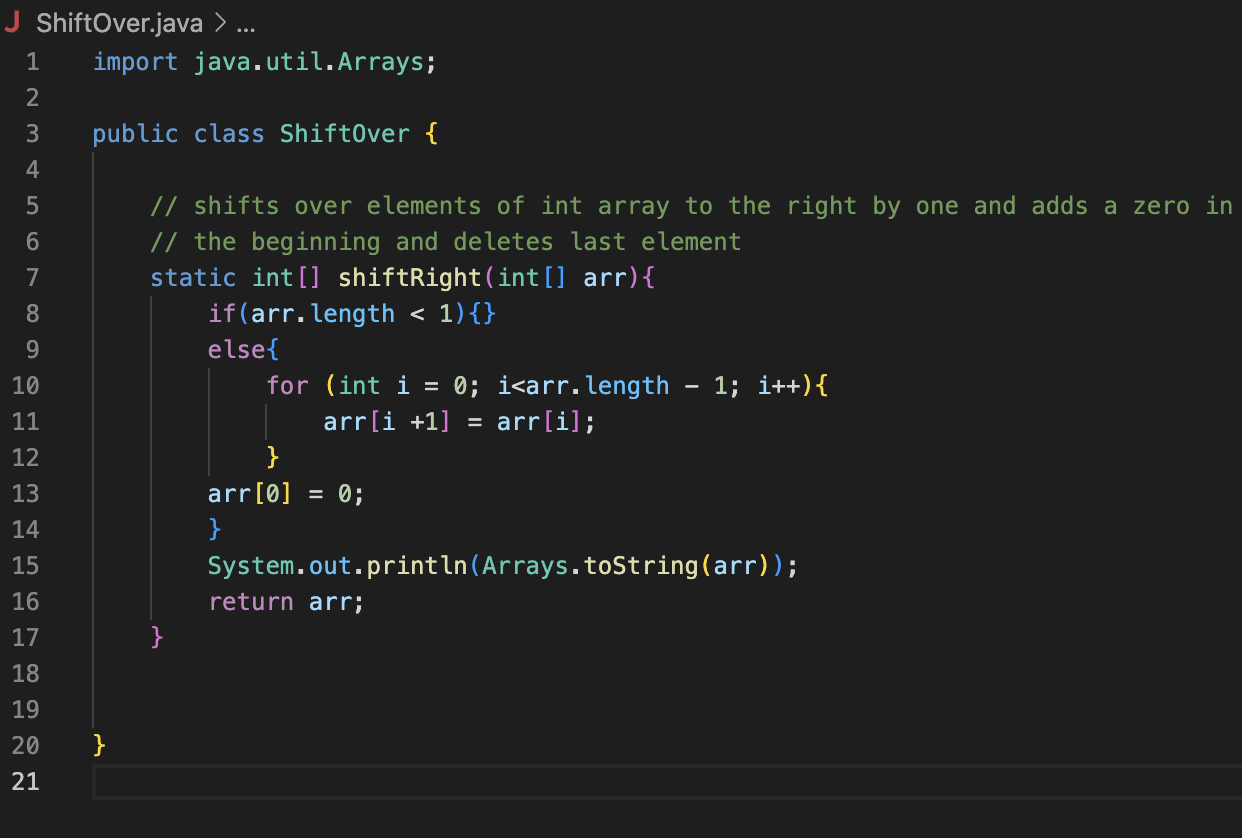 J ShiftOver.java > ...
1 import java.util.Arrays;
2
3 public class ShiftOver {
4
5 // shifts over elements of int array to the right by one and adds a zero in
6 // the beginning and deletes last element
7 static int[] shiftRight(int[] arr){
8 if(arr.length < 1){}
9 else{
10 for (int i = 0; i<arr.length - 1; i++){
11 arr[i +1] = arr[i];
12 }
13 arr[0] = 0;
14 }
15 System.out.println(Arrays.toString(arr));
16 return arr;
17 }
18
19
20 }
21